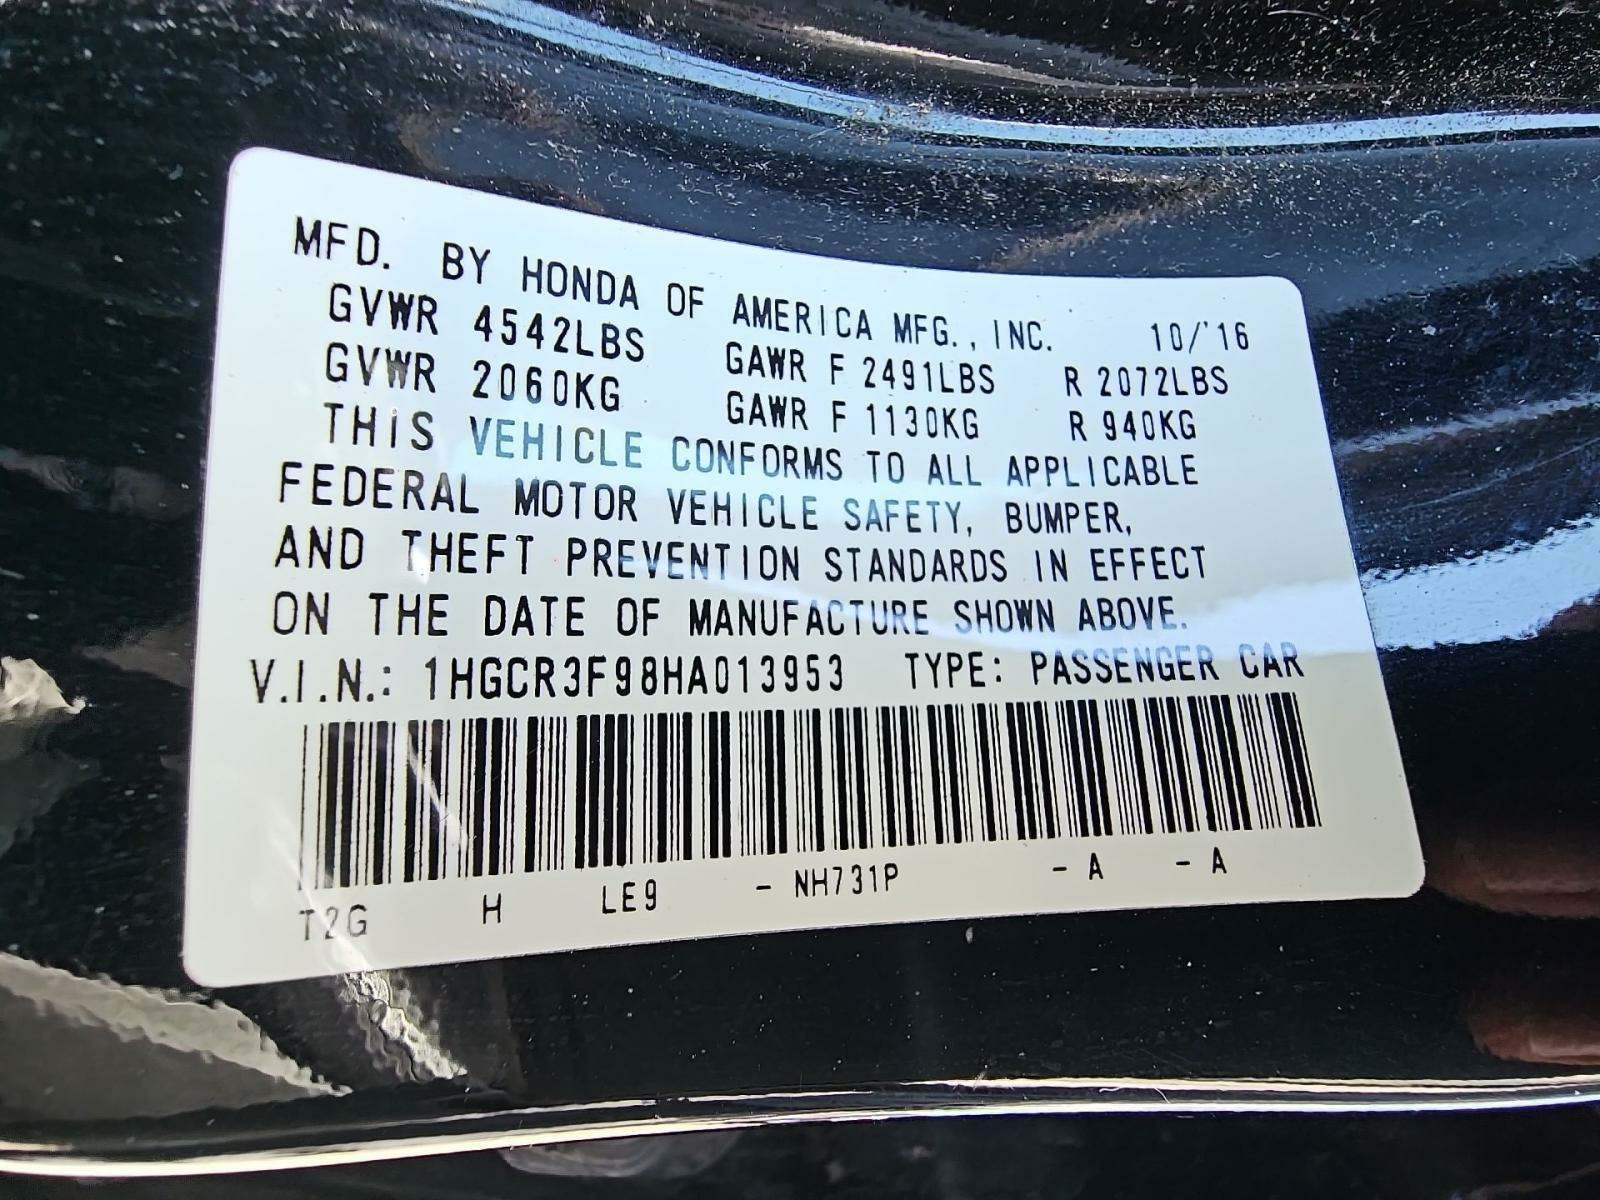 MFD. BY HONDA OF AMERICA MFG., INC. 10/'16
GVWR 4542LBS GAWR F 2491LBS R 2072LBS
GVWR 2060KG GAWR F 1130KG R 940KG
THIS VEHICLE CONFORMS TO ALL APPLICABLE
FEDERAL MOTOR VEHICLE SAFETY, BUMPER,
AND THEFT PREVENTION STANDARDS IN EFFECT
ON THE DATE OF MANUFACTURE SHOWN ABOVE.
V.I.N.: 1HGCR3F98HA013953 TYPE: PASSENGER CAR
T2G H LE9 - NH731P - A - A